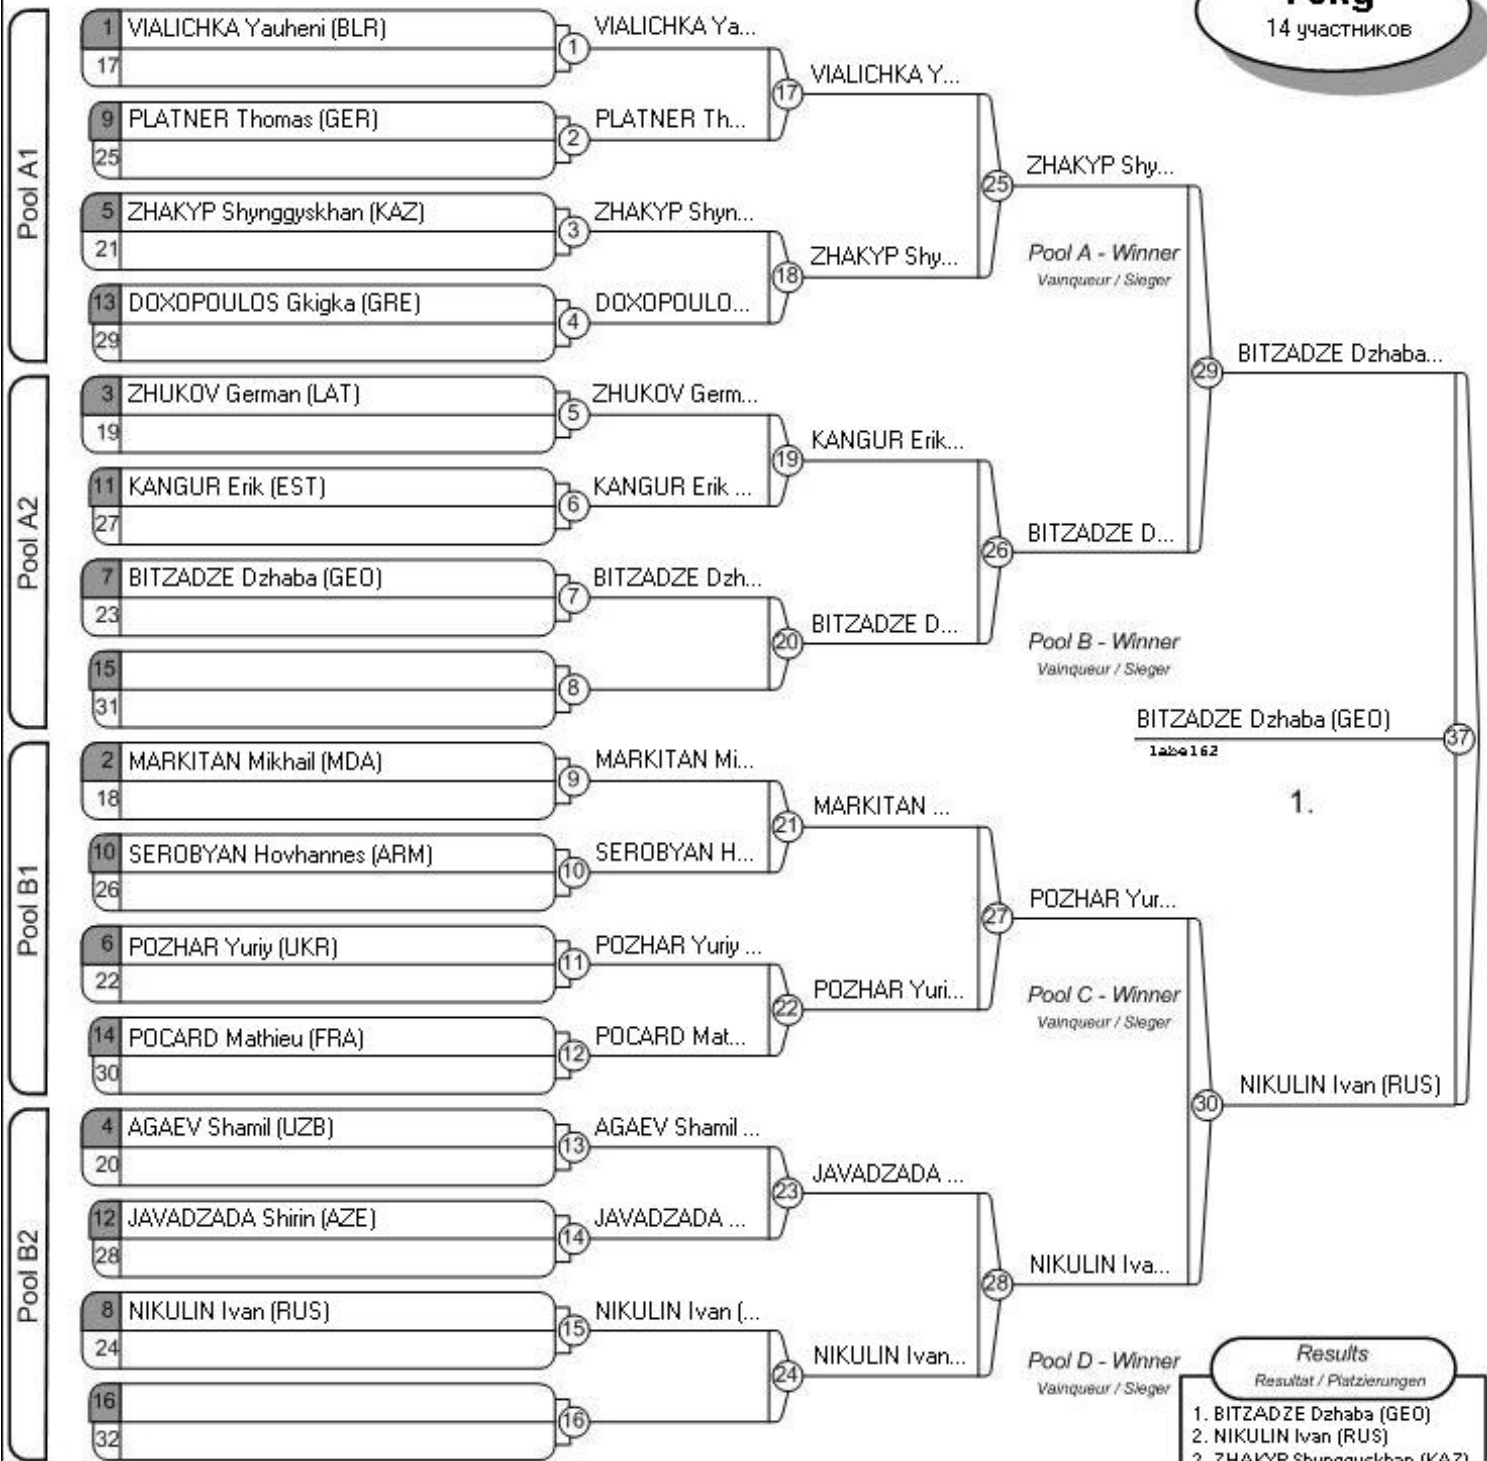 14 участников
Pool A1
1 VIALICHKA Yauheni (BLR)
17
1
VIALICHKA Ya...
9 PLATNER Thomas (GER)
25
2
PLATNER Th...
17
VIALICHKA Y...
5 ZHAKYP Shynggyskhan (KAZ)
21
3
ZHAKYP Shyn...
13 DOXOPOULOS Gkigka (GRE)
29
4
DOXOPOULO...
18
ZHAKYP Shy...
25
ZHAKYP Shy...
Pool A - Winner
Vainqueur / Sieger
Pool A2
3 ZHUKOV German (LAT)
19
5
ZHUKOV Germ...
11 KANGUR Erik (EST)
27
6
KANGUR Erik ...
19
KANGUR Erik...
7 BITZADZE Dzhaba (GEO)
23
7
BITZADZE Dzh...
15
31
8
20
BITZADZE D...
26
BITZADZE D...
Pool B - Winner
Vainqueur / Sieger
29
BITZADZE Dzhaba...
BITZADZE Dzhaba (GEO)
37
label62
1.
Pool B1
2 MARKITAN Mikhail (MDA)
18
9
MARKITAN Mi...
10 SEROBYAN Hovhannes (ARM)
26
10
SEROBYAN H...
21
MARKITAN ...
6 POZHAR Yuriy (UKR)
22
11
POZHAR Yuriy ...
14 POCARD Mathieu (FRA)
30
12
POCARD Mat...
22
POZHAR Yuri...
27
POZHAR Yur...
Pool C - Winner
Vainqueur / Sieger
Pool B2
4 AGAEV Shamil (UZB)
20
13
AGAEV Shamil ...
12 JAVADZADA Shirin (AZE)
28
14
JAVADZADA ...
23
JAVADZADA ...
8 NIKULIN Ivan (RUS)
24
15
NIKULIN Ivan (...
16
32
16
24
NIKULIN Ivan...
28
NIKULIN Iva...
30
NIKULIN Ivan (RUS)
Pool D - Winner
Vainqueur / Sieger
Results
Resultat / Platzierungen
1. BITZADZE Dzhaba (GEO)
2. NIKULIN Ivan (RUS)
ZHAKYP Shynggyskhan (KAZ)